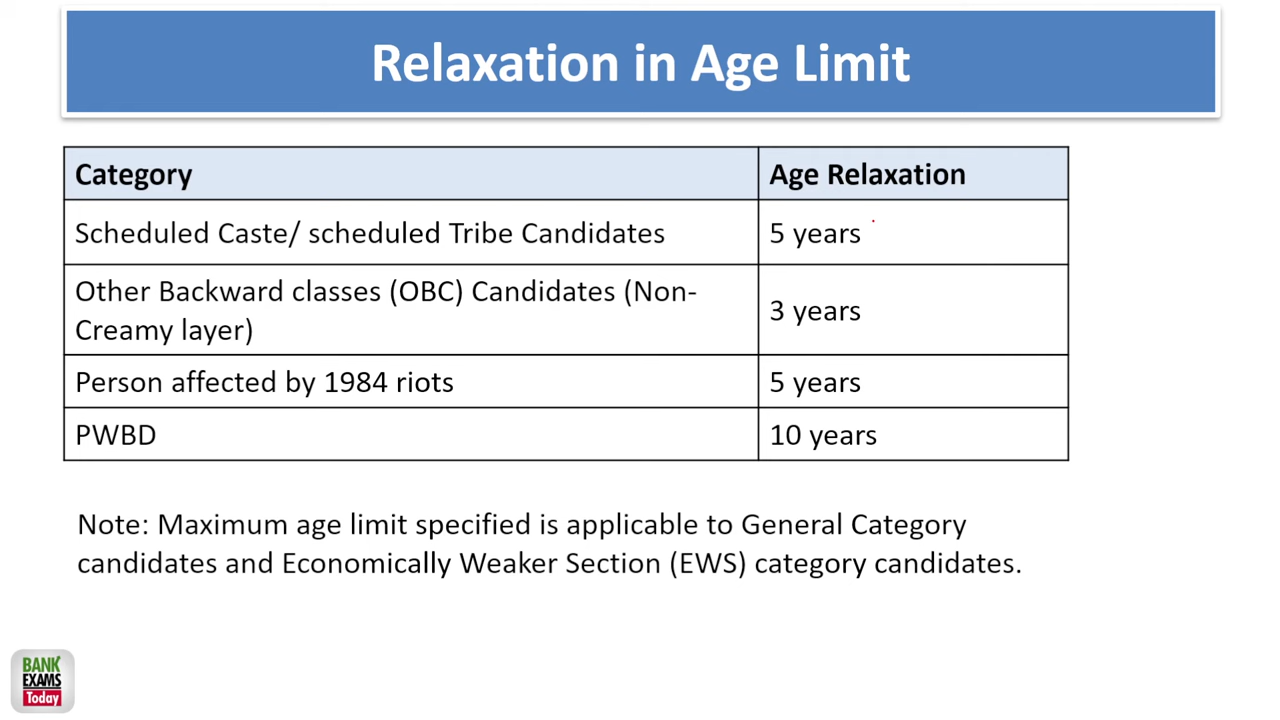 Relaxation in Age Limit
Category
Age Relaxation
Scheduled Caste/ scheduled Tribe Candidates
5 years
Other Backward classes (OBC) Candidates (Non-
Creamy layer)
3 years
Person affected by 1984 riots
5 years
PWBD
10 years
Note: Maximum age limit specified is applicable to General Category
candidates and Economically Weaker Section (EWS) category candidates.
BANK
EXAMS
Today